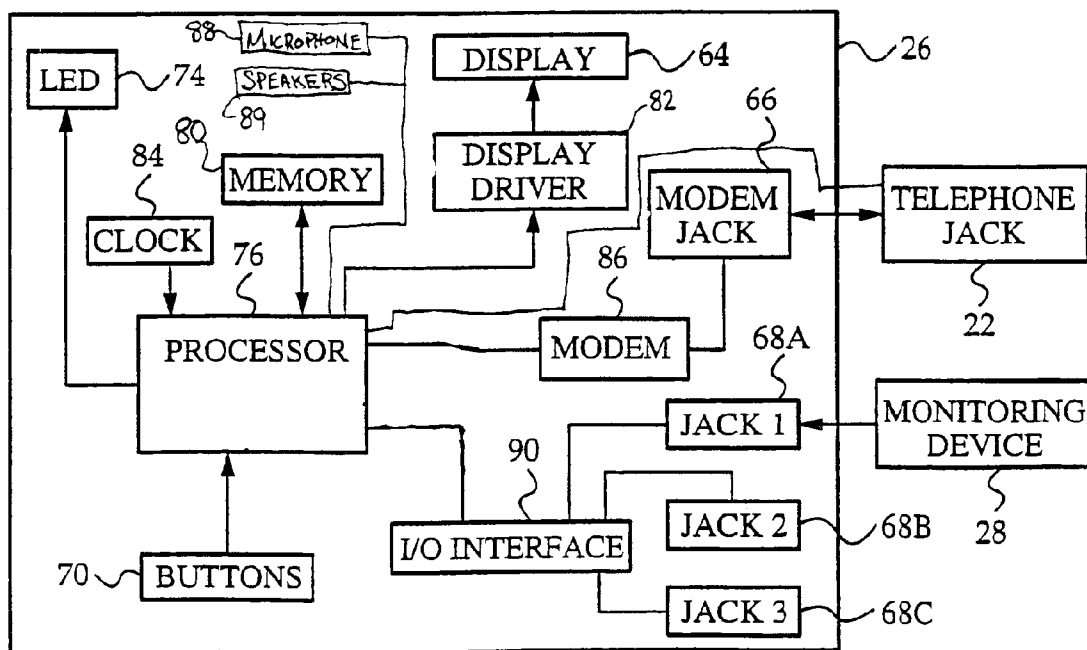 88
MICROPHONE
SPEAKERS
89
LED
74
DISPLAY
64
26
80
MEMORY
82
DISPLAY
DRIVER
66
MODEM
JACK
TELEPHONE
JACK
22
84
CLOCK
76
PROCESSOR
86
MODEM
68A
JACK 1
MONITORING
DEVICE
28
90
I/O INTERFACE
JACK 2
68B
70
BUTTONS
JACK 3
68C